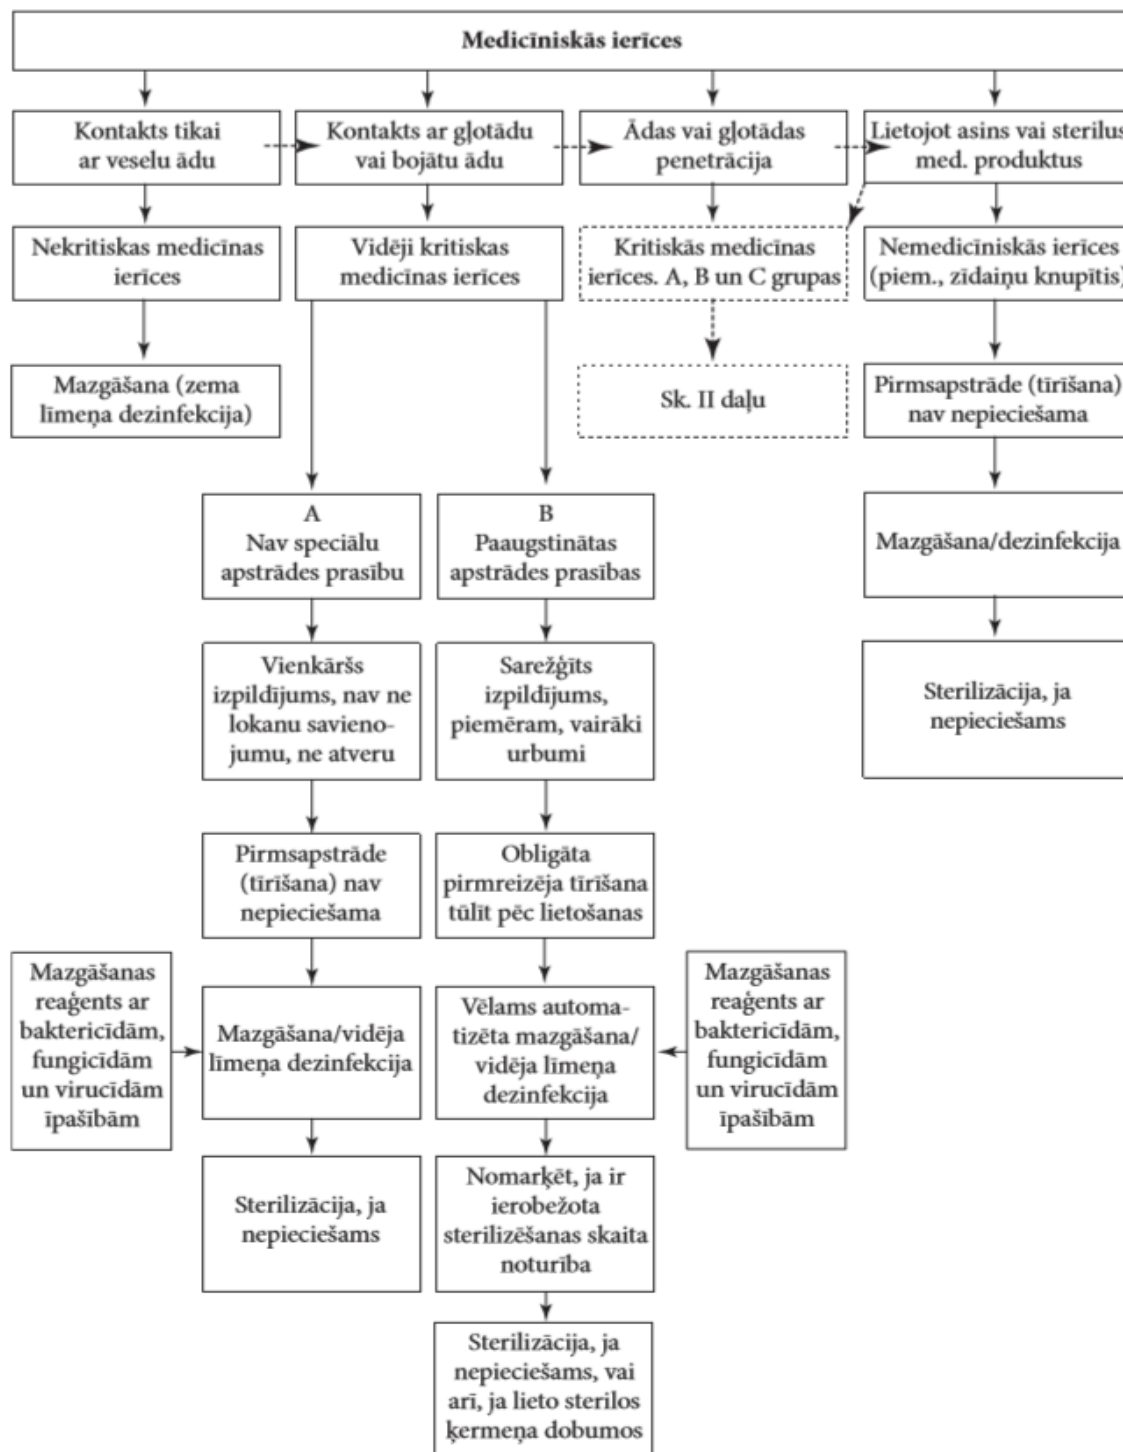 Medicīniskās ierīces
Kontakts tikai
ar veselu ādu
Kontakts ar gļotādu
vai bojātu ādu
Ādas vai gļotādas
penetrācija
Lietojot asins vai sterilus
med. produktus
Nekritiskas medicīnas
ierīces
Vidēji kritiskas
medicīnas ierīces
Kritiskās medicīnas
ierīces. A, B un C grupas
Nemedicīniskās ierīces
(piem., zīdaiņu knupītis)
Mazgāšana (zema
līmeņa dezinfekcija)
Sk. II daļu
Pirmsapstrāde (tīrīšana)
nav nepieciešama
A
Nav speciālu
apstrādes prasību
B
Paaugstinātas
apstrādes prasības
Mazgāšana/dezinfekcija
Vienkāršs
izpildījums, nav ne
lokanu savieno-
jumu, ne atveru
Sarežģīts
izpildījums,
piemēram, vairāki
urbumi
Sterilizācija, ja
nepieciešams
Pirmsapstrāde
(tīrīšana) nav
nepieciešama
Obligāta
pirmreizēja tīrīšana
tūlīt pēc lietošanas
Mazgāšanas
reaģents ar
baktericīdām,
fungicīdām
un virucīdām
īpašībām
Mazgāšana/vidēja
līmeņa dezinfekcija
Vēlams automa-
tizēta mazgāšana/
vidēja līmeņa
dezinfekcija
Mazgāšanas
reaģents ar
baktericīdām,
fungicīdām
un virucīdām
īpašībām
Sterilizācija, ja
nepieciešams
Nomarķēt, ja ir
ierobežota
sterilizēšanas skaita
noturība
Sterilizācija, ja
nepieciešams, vai
arī, ja lieto sterilos
ķermeņa dobumos